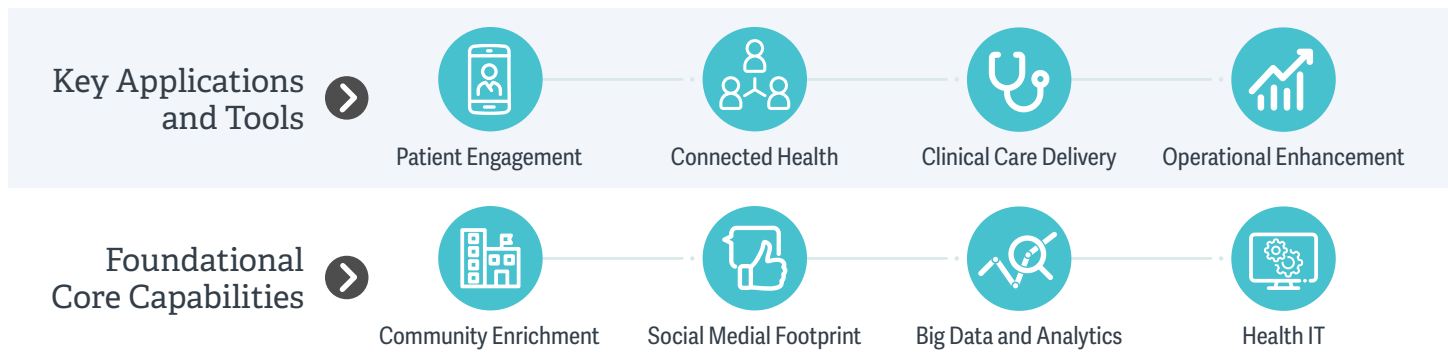 Key Applications
and Tools
Patient Engagement
Connected Health
Clinical Care Delivery
Operational Enhancement
Foundational
Core Capabilities
Community Enrichment
Social Medial Footprint
Big Data and Analytics
Health IT